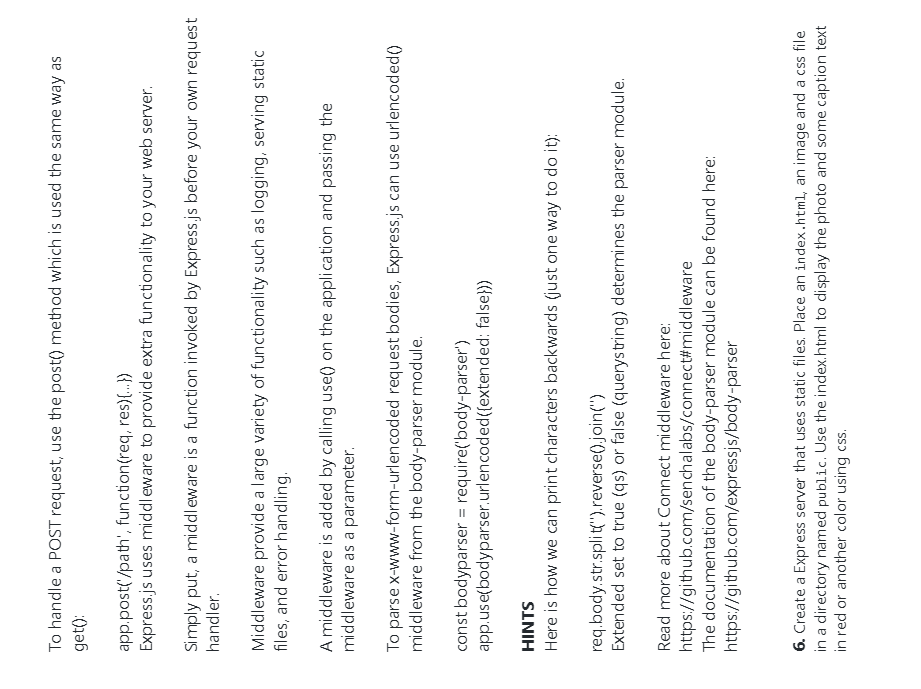 To handle a POST request, use the post() method which is used the same way as
get():
app.post('/path', function(req, res){...})
Express.js uses middleware to provide extra functionality to your web server.
Simply put, a middleware is a function invoked by Express.js before your own request
handler.
Middleware provide a large variety of functionality such as logging, serving static
files, and error handling.
A middleware is added by calling use() on the application and passing the
middleware as a parameter.
To parse x-www-form-urlencoded request bodies, Express.js can use urlencoded()
middleware from the body-parser module.
const bodyparser = require('body-parser')
app.use(bodyparser.urlencoded({extended: false}))
HINTS
Here is how we can print characters backwards (just one way to do it):
req.body.str.split('').reverse().join('')
Extended set to true (qs) or false (querystring) determines the parser module.
Read more about Connect middleware here:
https://github.com/senchalabs/connect#middleware
The documentation of the body-parser module can be found here:
https://github.com/expressjs/body-parser
6. Create a Express server that uses static files. Place an index.html, an image and a css file
in a directory named public. Use the index.html to display the photo and some caption text
in red or another color using css.